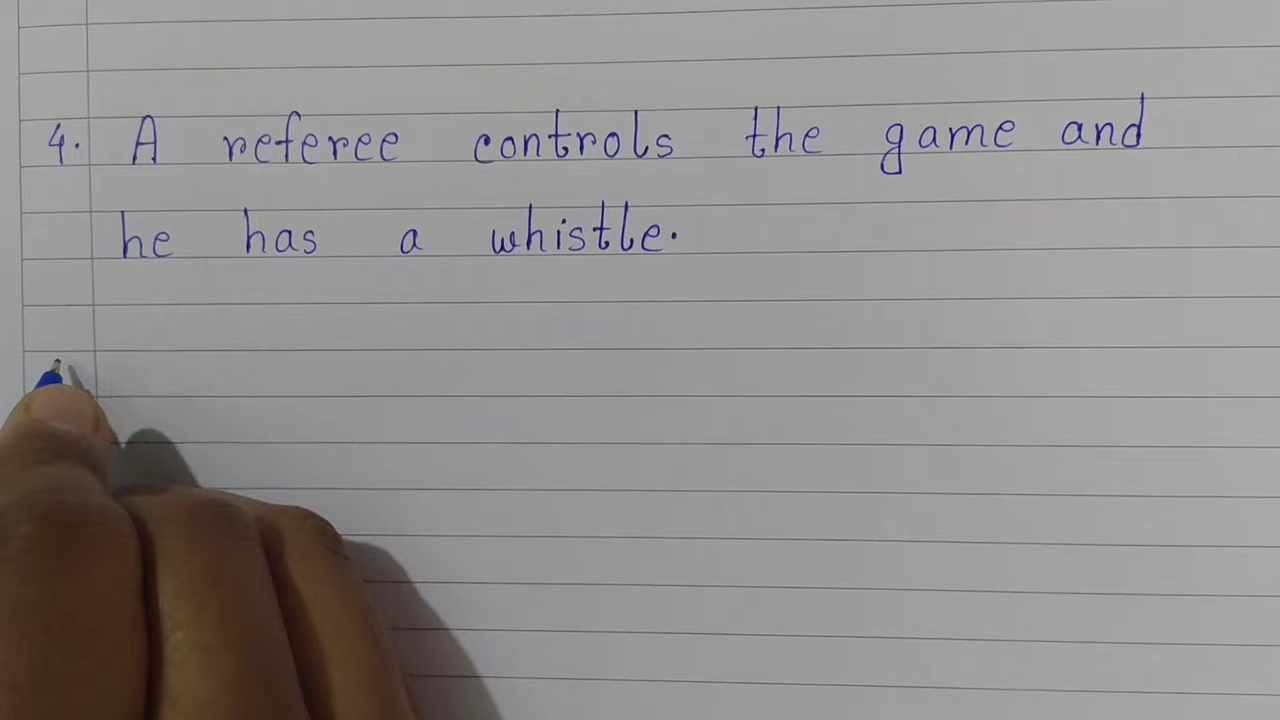 4. A referee controls the game and
he has a whistle.